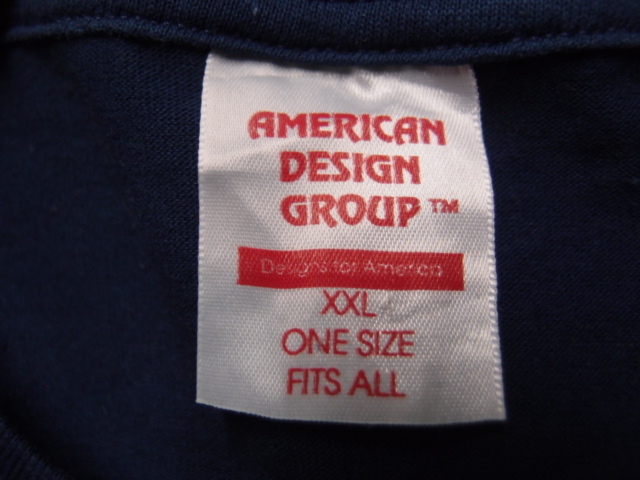 AMERICAN
DESIGN
GROUP™
Designs for America
XXL
ONE SIZE
FITS ALL